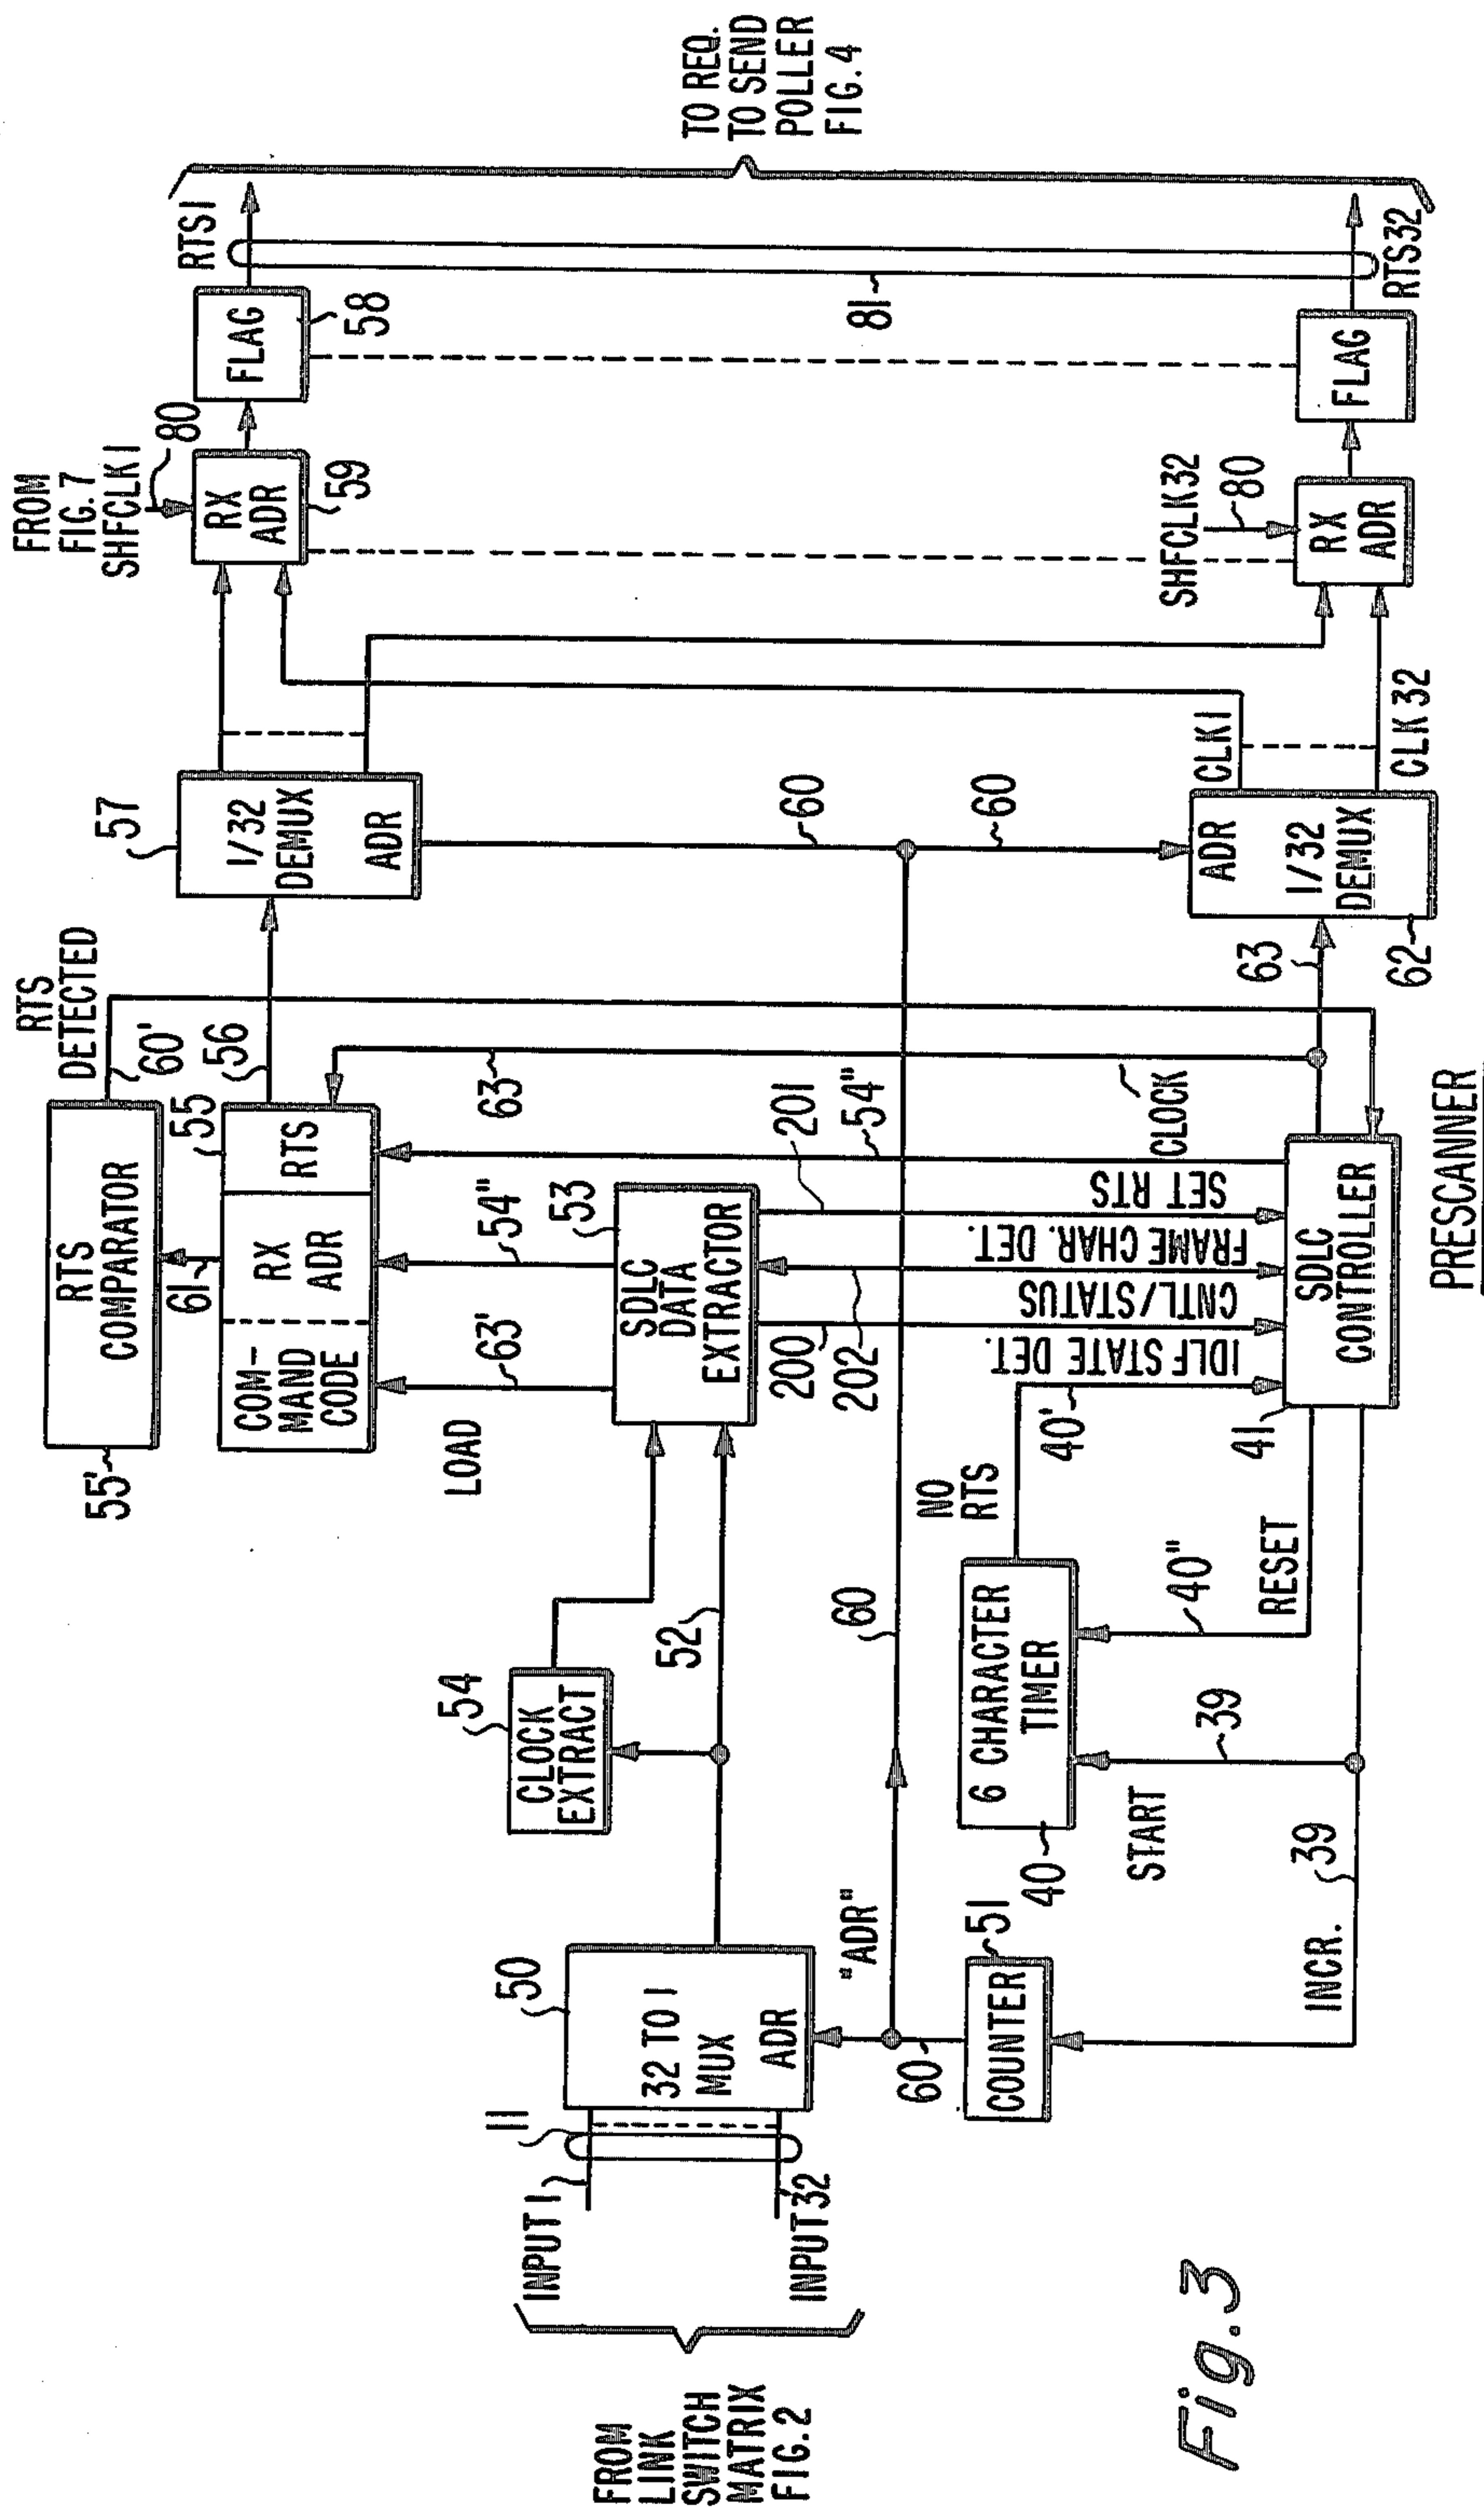 FROM
LINK
SWITCH
MATRIX
FIG.2
INPUT 1
INPUT 32
11
50
32 TO 1
MUX
ADR
60
COUNTER
51
"ADR"
INCR.
39
54
CLOCK
EXTRACT
52
60
40
6 CHARACTER
TIMER
START
39
40"
RESET
NO
RTS
40'
41
SDLC
CONTROLLER
55'
RTS
COMPARATOR
61
COM-
MAND
CODE
RX
ADR
RTS
55
LOAD
63'
54"
53
SDLC
DATA
EXTRACTOR
200
202
201
54"
IDLF STATE DET.
CNTL/STATUS
FRAME CHAR. DET.
SET RTS
CLOCK
63
RTS
DETECTED
60'
56
57
1/32
DEMUX
ADR
60
60
63
62
ADR
1/32
DEMUX
CLK1
CLK 32
FROM
FIG. 7
SHFCLK1
80
RX
ADR
59
FLAG
58
RTS1
SHFCLK32
80
RX
ADR
FLAG
RTS32
81
TO REQ.
TO SEND
POLLER
FIG. 4
PRESCANNER
Fig.3